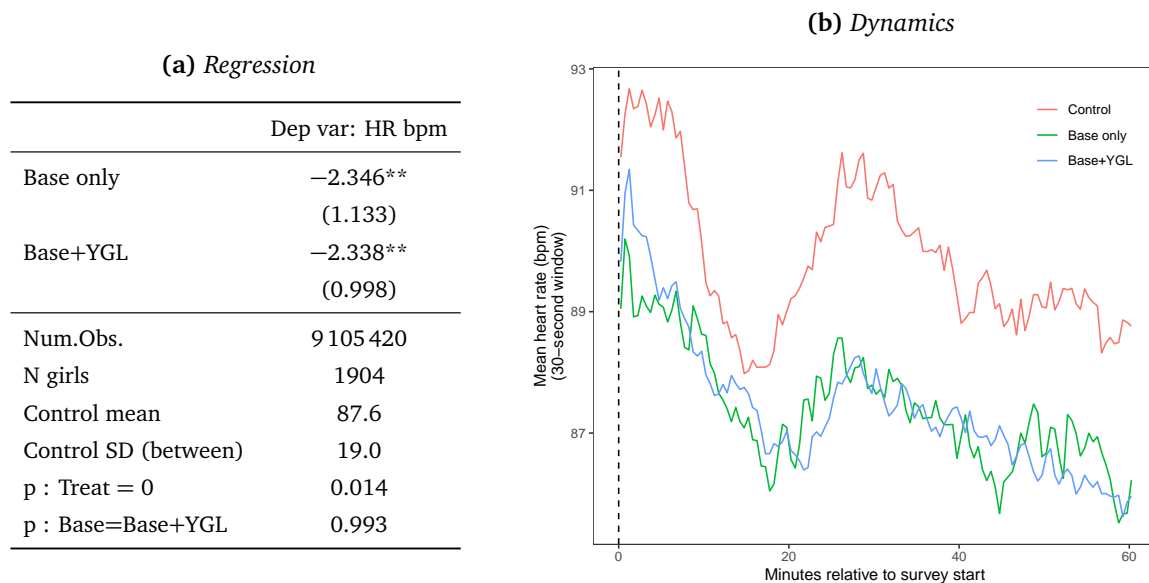 (a) Regression
Dep var: HR bpm
Base only −2.346**
(1.133)
Base+YGL −2.338**
(0.998)
Num.Obs. 9 105 420
N girls 1904
Control mean 87.6
Control SD (between) 19.0
p : Treat = 0 0.014
p : Base=Base+YGL 0.993
(b) Dynamics
93
91
89
87
Mean heart rate (bpm)
(30−second window)
Control
Base only
Base+YGL
0 20 40 60
Minutes relative to survey start